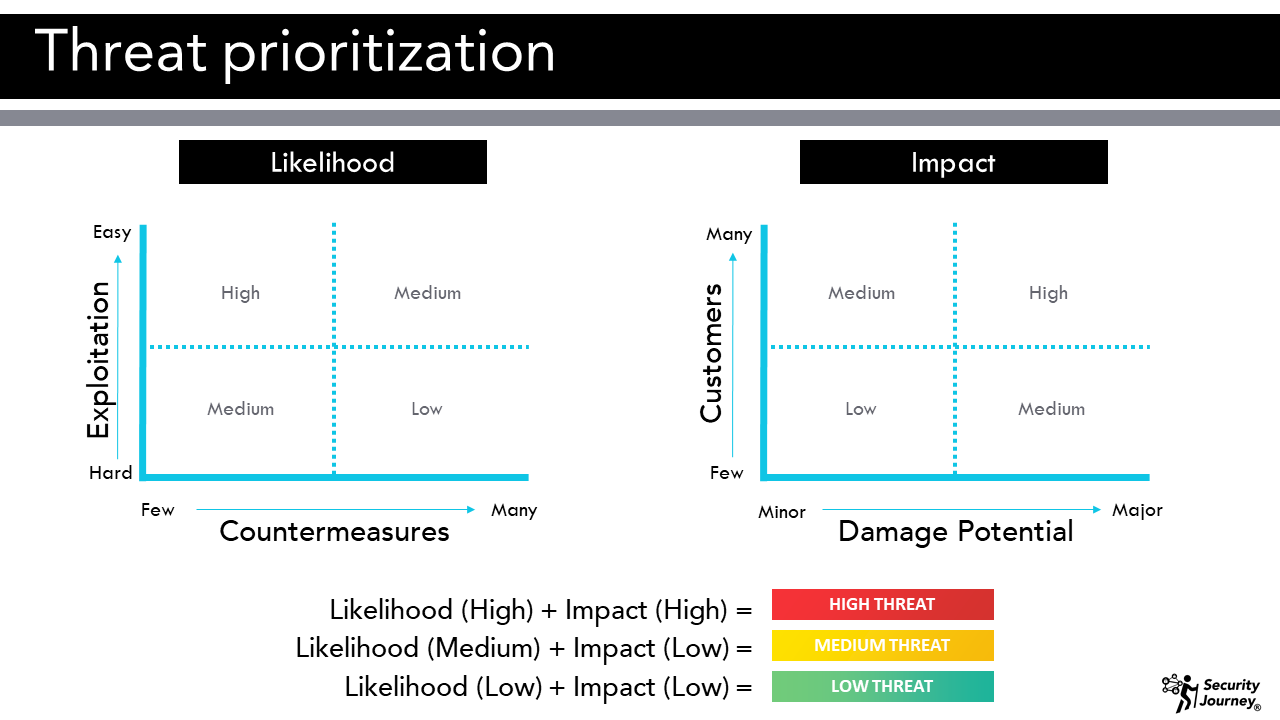 Threat prioritization
Likelihood
Easy
Exploitation
Hard
High
Medium
Medium
Low
Few
Many
Countermeasures
Impact
Many
Customers
Few
Medium
High
Low
Medium
Minor
Major
Damage Potential
Likelihood (High) + Impact (High) = HIGH THREAT
Likelihood (Medium) + Impact (Low) = MEDIUM THREAT
Likelihood (Low) + Impact (Low) = LOW THREAT
Security
Journey®